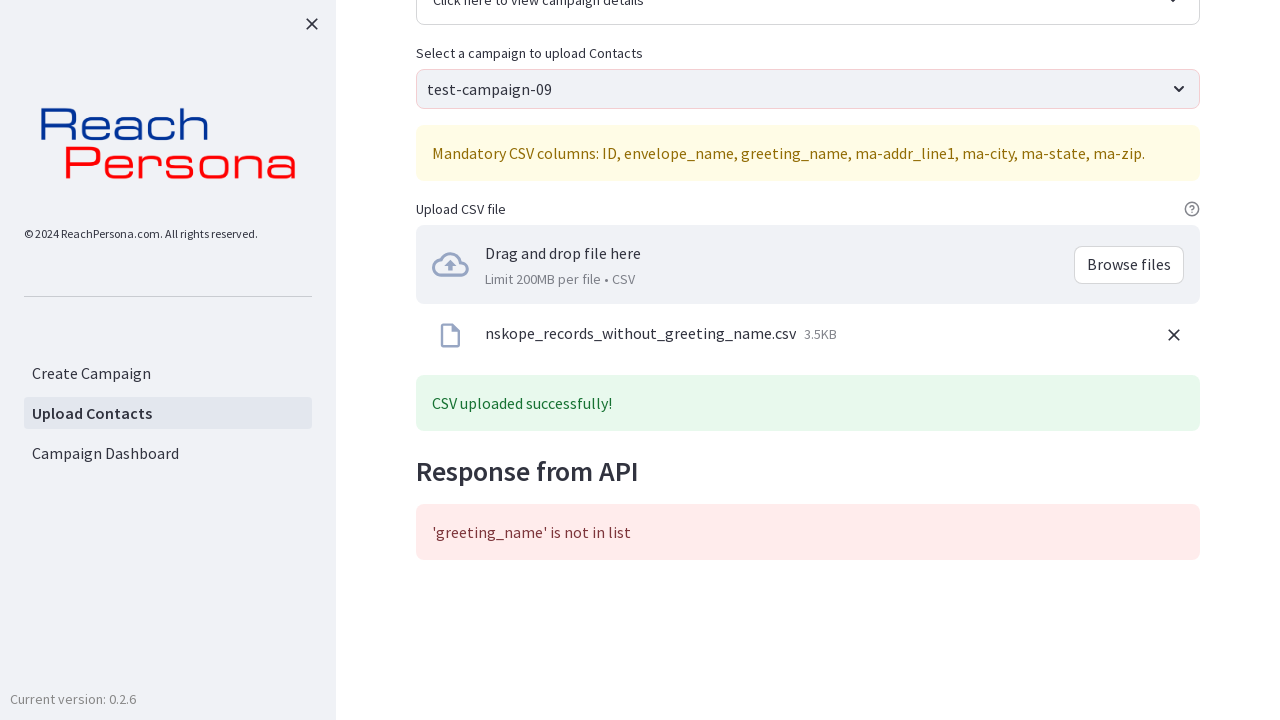 Reach
Persona
© 2024 ReachPersona.com. All rights reserved.
Create Campaign
Upload Contacts
Campaign Dashboard
Current version: 0.2.6
Click here to view campaign details
Select a campaign to upload Contacts
test-campaign-09
Mandatory CSV columns: ID, envelope_name, greeting_name, ma-addr_line1, ma-city, ma-state, ma-zip.
Upload CSV file
Drag and drop file here
Limit 200MB per file • CSV
Browse files
nskope_records_without_greeting_name.csv 3.5KB
CSV uploaded successfully!
Response from API
'greeting_name' is not in list